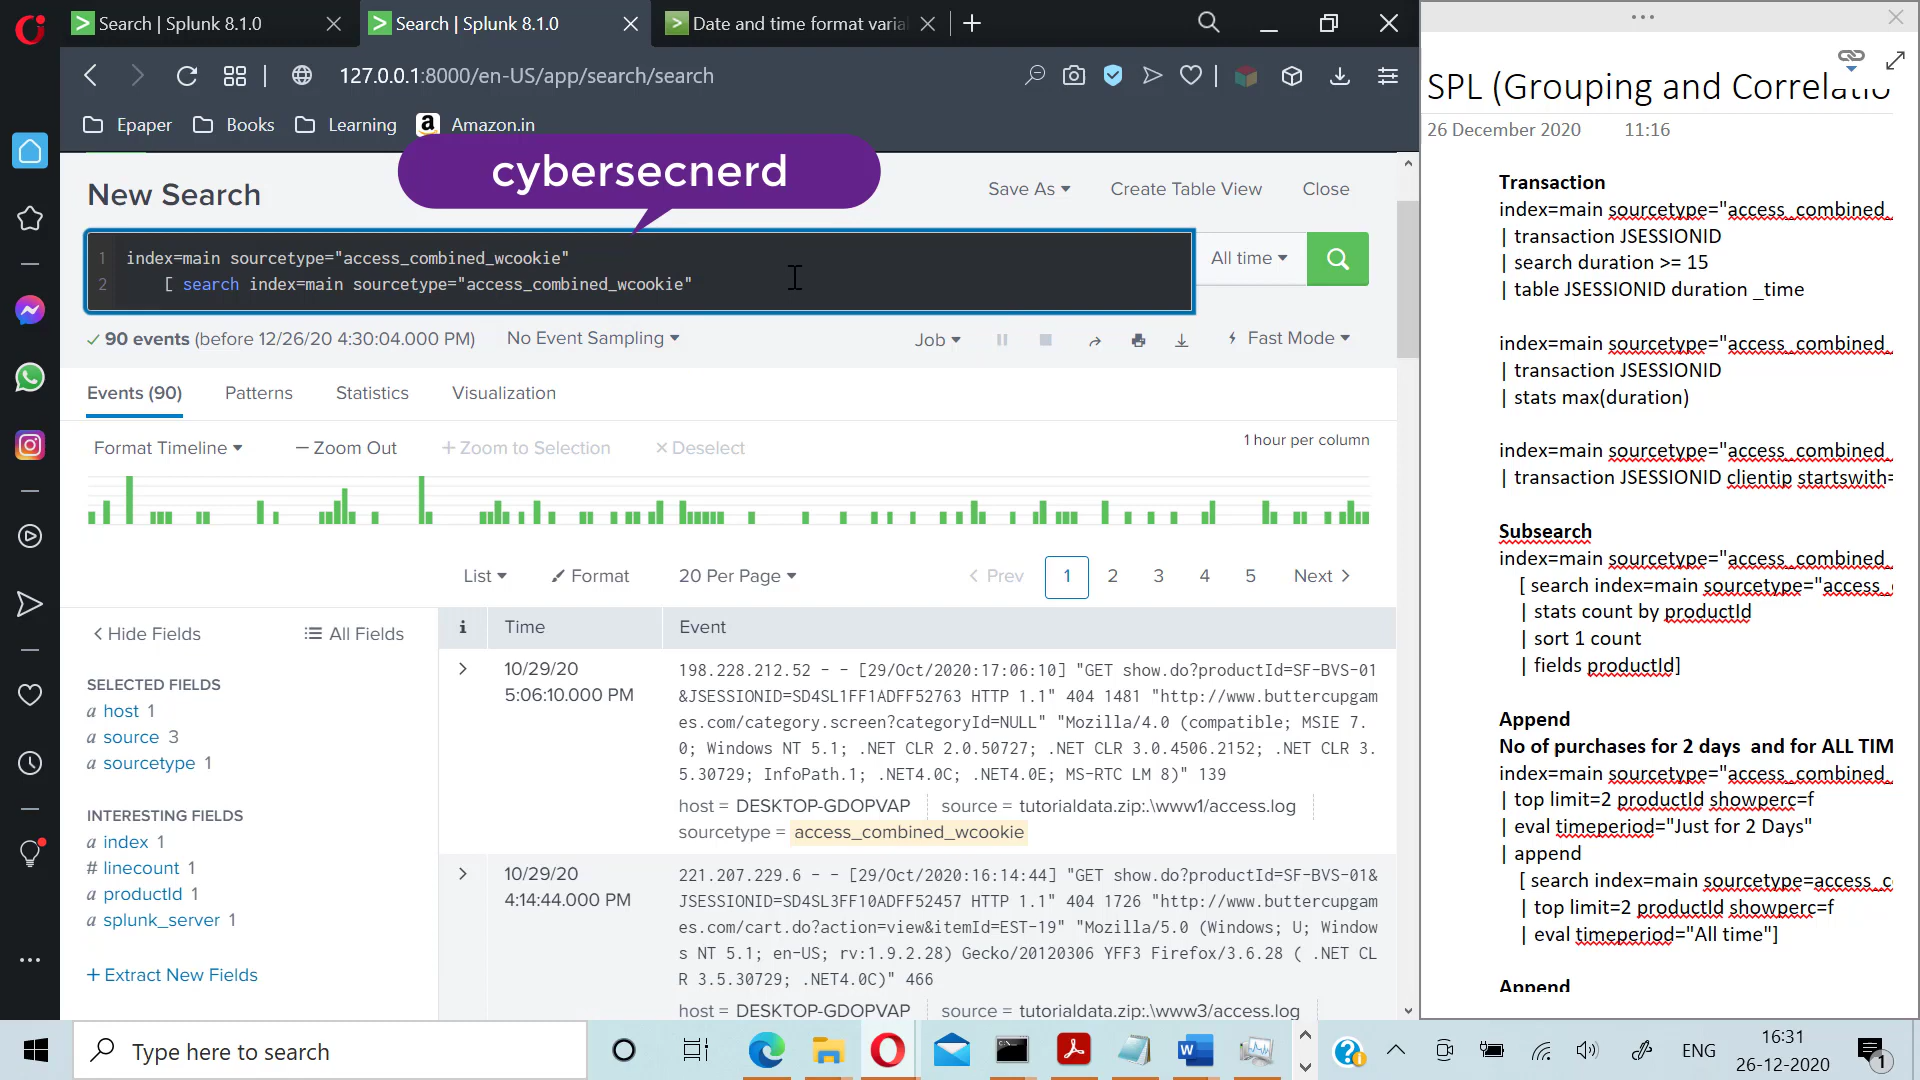 Search | Splunk 8.1.0
Search | Splunk 8.1.0
Date and time format varia
127.0.0.1:8000/en-US/app/search/search
Epaper
Books
Learning
Amazon.in
cybersecnerd
New Search
Save As
Create Table View
Close
1 index=main sourcetype="access_combined_wcookie"
2 [ search index=main sourcetype="access_combined_wcookie"
All time
90 events (before 12/26/20 4:30:04.000 PM)
No Event Sampling
Job
Fast Mode
Events (90)
Patterns
Statistics
Visualization
Format Timeline
— Zoom Out
+ Zoom to Selection
× Deselect
1 hour per column
List
Format
20 Per Page
< Prev
1
2
3
4
5
Next >
< Hide Fields
All Fields
SELECTED FIELDS
a host 1
a source 3
a sourcetype 1
INTERESTING FIELDS
a index 1
# linecount 1
a productId 1
a splunk_server 1
+ Extract New Fields
i
Time
Event
10/29/20
5:06:10.000 PM
198.228.212.52 - - [29/Oct/2020:17:06:10] "GET show.do?productId=SF-BVS-01
&JSESSIONID=SD4SL1FF1ADFF52763 HTTP 1.1" 404 1481 "http://www.buttercupgam
es.com/category.screen?categoryId=NULL" "Mozilla/4.0 (compatible; MSIE 7.
0; Windows NT 5.1; .NET CLR 2.0.50727; .NET CLR 3.0.4506.2152; .NET CLR 3.
5.30729; InfoPath.1; .NET4.0C; .NET4.0E; MS-RTC LM 8)" 139
host = DESKTOP-GDOPVAP
source = tutorialdata.zip:.\www1/access.log
sourcetype = access_combined_wcookie
10/29/20
4:14:44.000 PM
221.207.229.6 - - [29/Oct/2020:16:14:44] "GET show.do?productId=SF-BVS-01&
JSESSIONID=SD4SL3FF10ADFF52457 HTTP 1.1" 404 1726 "http://www.buttercupgam
es.com/cart.do?action=view&itemId=EST-19" "Mozilla/5.0 (Windows; U; Window
s NT 5.1; en-US; rv:1.9.2.28) Gecko/20120306 YFF3 Firefox/3.6.28 ( .NET CL
R 3.5.30729; .NET4.0C)" 466
host = DESKTOP-GDOPVAP
source = tutorialdata.zip:.\www3/access.log
SPL (Grouping and Correlatio
26 December 2020
11:16
Transaction
index=main sourcetype="access_combined_
| transaction JSESSIONID
| search duration >= 15
| table JSESSIONID duration _time
index=main sourcetype="access_combined_
| transaction JSESSIONID
| stats max(duration)
index=main sourcetype="access_combined_
| transaction JSESSIONID clientip startswith=
Subsearch
index=main sourcetype="access_combined_
[ search index=main sourcetype="access_
| stats count by productId
| sort 1 count
| fields productId]
Append
No of purchases for 2 days and for ALL TIM
index=main sourcetype="access_combined_
| top limit=2 productId showperc=f
| eval timeperiod="Just for 2 Days"
| append
[ search index=main sourcetype=access_c
| top limit=2 productId showperc=f
| eval timeperiod="All time"]
Append
Type here to search
ENG
16:31
26-12-2020
1